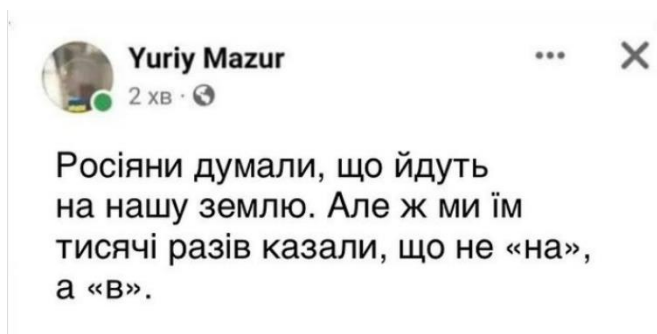 Yuriy Mazur
2 хв ·
Росіяни думали, що йдуть
на нашу землю. Але ж ми їм
тисячі разів казали, що не «на»,
а «в».